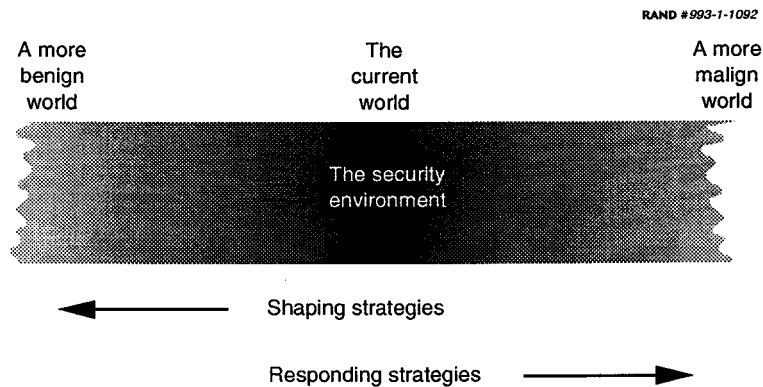 RAND #993-1-1092
A more
benign
world
The
current
world
A more
malign
world
The security
environment
Shaping strategies
Responding strategies